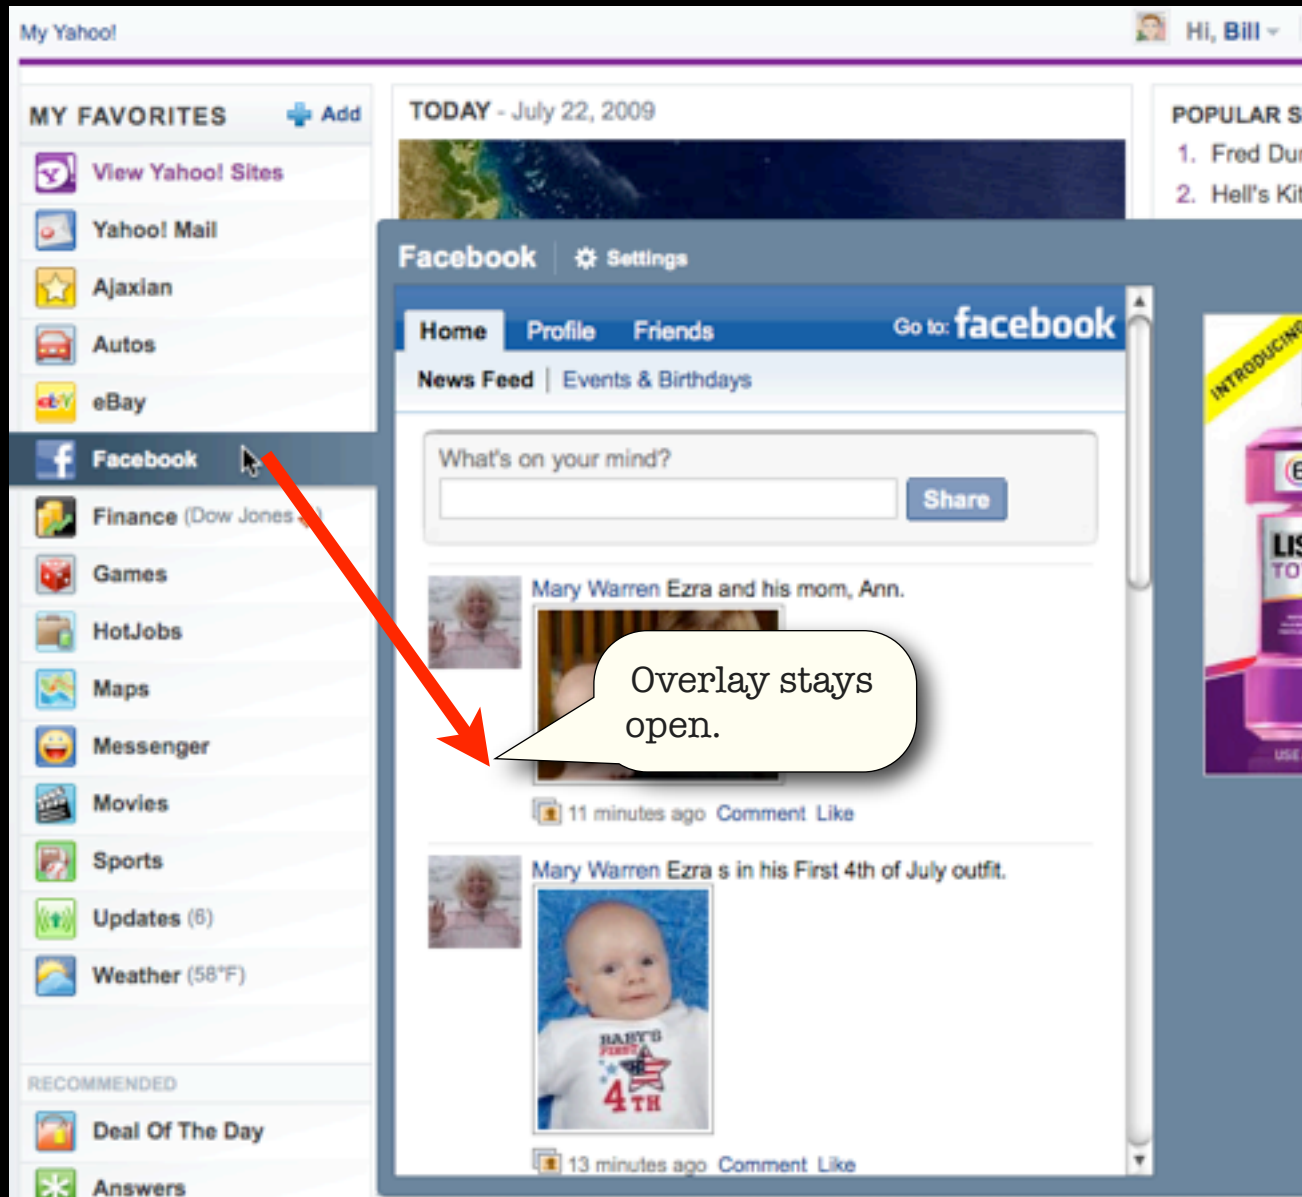 My Yahoo!
Hi, Bill
MY FAVORITES
Add
View Yahoo! Sites
Yahoo! Mail
Ajaxian
Autos
eBay
Facebook
Finance (Dow Jones
Games
HotJobs
Maps
Messenger
Movies
Sports
Updates (6)
Weather (58°F)
RECOMMENDED
Deal Of The Day
Answers
TODAY - July 22, 2009
POPULAR S
1. Fred Dur
2. Hell's Kit
Facebook
Settings
Home Profile Friends
Go to: facebook
News Feed | Events & Birthdays
What's on your mind?
Share
Mary Warren Ezra and his mom, Ann.
Overlay stays
open.
11 minutes ago Comment Like
Mary Warren Ezra s in his First 4th of July outfit.
BABY'S
FIRST
4TH
13 minutes ago Comment Like
INTRODUCING
LIS
TO
USE